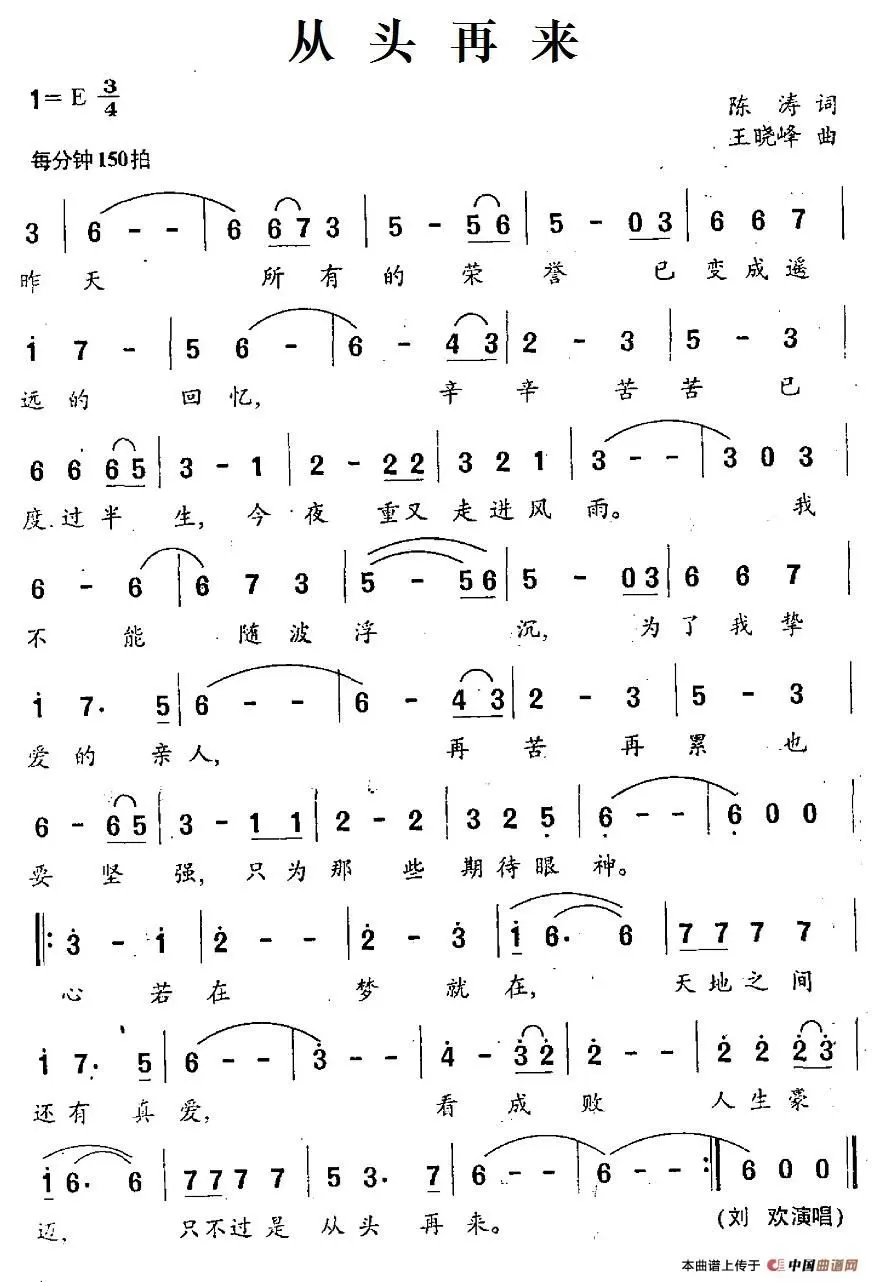 从头再来
1=E 3/4
陈涛词
王晓峰曲
每分钟150拍
3 | 6 - - | 6 6 7 3 | 5 - 5 6 | 5 - 0 3 | 6 6 7 |
昨天 所有的荣誉 已变成遥
1̇ 7 - | 5 6 - | 6 - 4 3 | 2 - 3 | 5 - 3 |
远的回忆, 辛辛苦苦已
6 6 6 5 | 3 - 1 | 2 - 2 2 | 3 2 1 | 3 - - | 3 0 3 |
度过半生,今夜重又走进风雨。 我
6 - 6 | 6 7 3 | 5 - 5 6 | 5 - 0 3 | 6 6 7 |
不能随波浮沉, 为了我挚
1̇ 7. 5 | 6 - - | 6 - 4 3 | 2 - 3 | 5 - 3 |
爱的亲人, 再苦再累也
6 - 6 5 | 3 - 1 1 | 2 - 2 | 3 2 5̣ | 6̣ - - | 6̣ 0 0 |
要坚强,只为那些期待眼神。
‖: 3̇ - 1̇ | 2̇ - - | 2̇ - 3̇ | 1̇ 6. 6 | 7 7 7 7 |
心若在 梦就在, 天地之间
1̇ 7. 5 | 6 - - | 3̇ - - | 4̇ - 3̇ 2̇ | 2̇ - - | 2̇ 2̇ 2̇ 3̇ |
还有真爱, 看成败 人生豪
1̇ 6. 6 | 7 7 7 7 | 5 3. 7 | 6 - - | 6 - - :‖ 6 0 0 ‖
迈, 只不过是从头再来。
(刘欢演唱)
本曲谱上传于 中国曲谱网